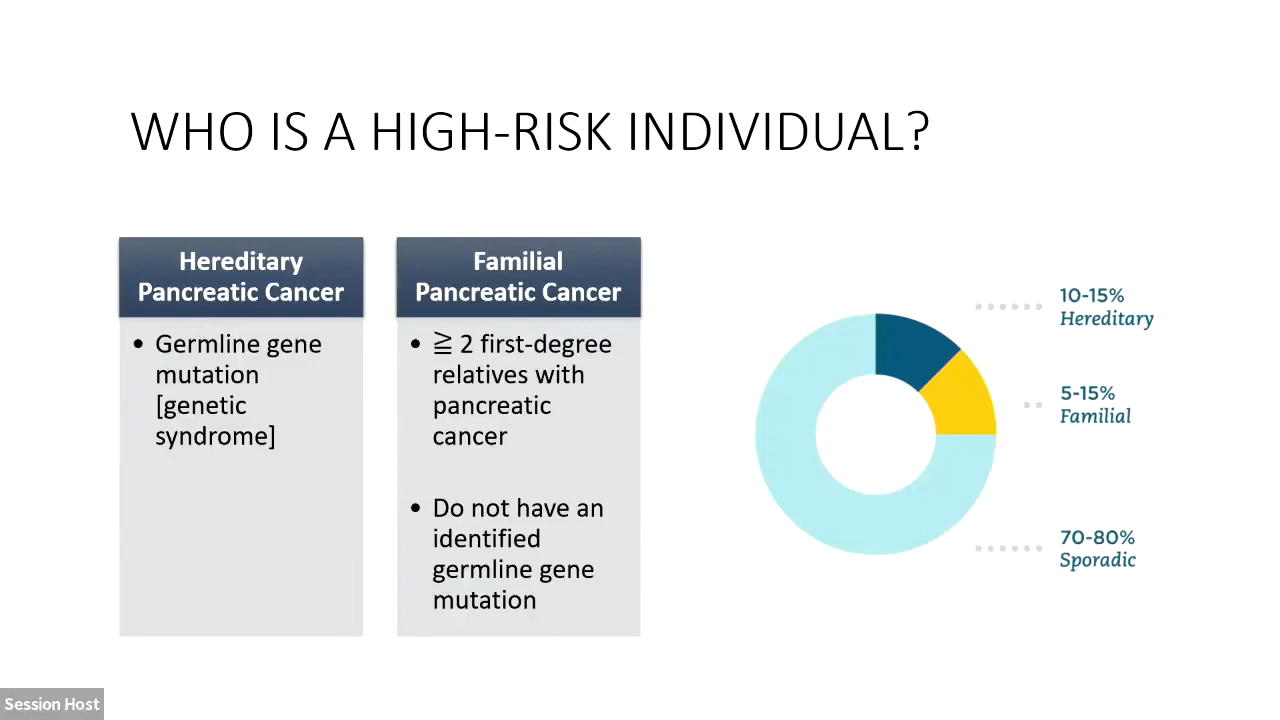 WHO IS A HIGH-RISK INDIVIDUAL?
Hereditary
Pancreatic Cancer
• Germline gene
mutation
[genetic
syndrome]
Familial
Pancreatic Cancer
• ≧ 2 first-degree
relatives with
pancreatic
cancer
• Do not have an
identified
germline gene
mutation
10-15%
Hereditary
5-15%
Familial
70-80%
Sporadic
Session Host